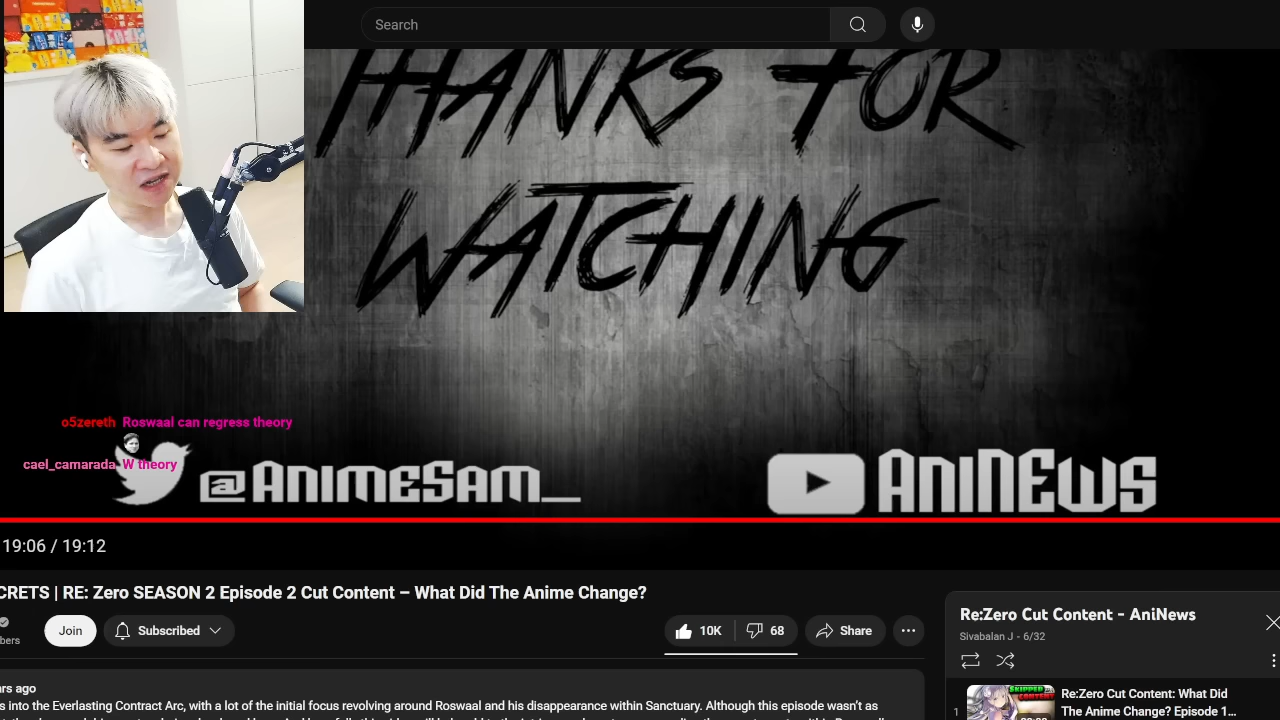 Search
THANKS FOR
WATCHING
o5zereth Roswaal can regress theory
cael_camarada W theory
@ANIMESAM_
ANINEWS
19:06 / 19:12
CRETS | RE: Zero SEASON 2 Episode 2 Cut Content – What Did The Anime Change?
bers
Join
Subscribed
10K
68
Share
Re:Zero Cut Content - AniNews
Sivabalan J - 6/32
ars ago
s into the Everlasting Contract Arc, with a lot of the initial focus revolving around Roswaal and his disappearance within Sanctuary. Although this episode wasn't as
1
SKIPPED
CONTENT
Re:Zero Cut Content: What Did
The Anime Change? Episode 1...